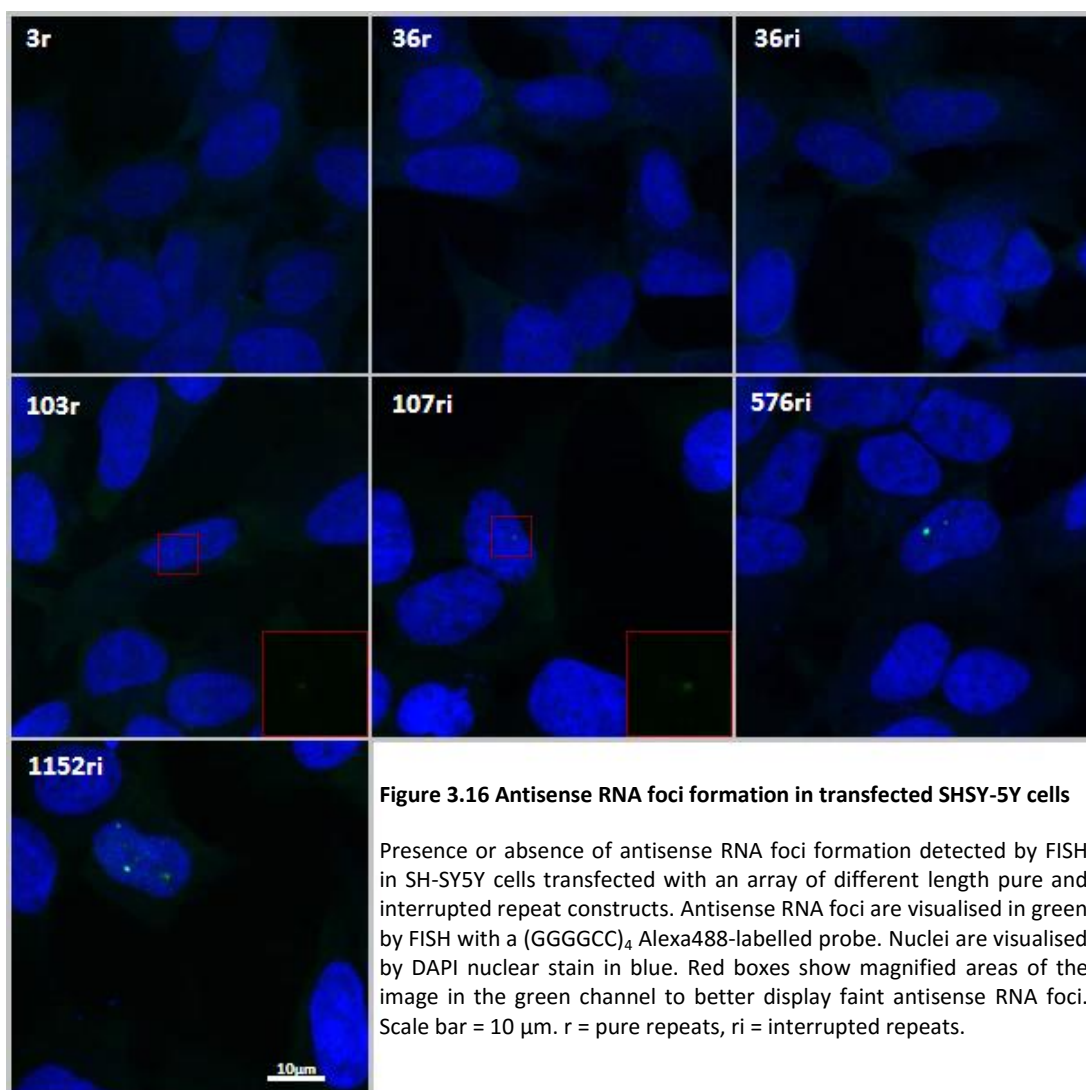 3r
36r
36ri
103r
107ri
576ri
1152ri
10μm
Figure 3.16 Antisense RNA foci formation in transfected SHSY-5Y cells
Presence or absence of antisense RNA foci formation detected by FISH
in SH-SY5Y cells transfected with an array of different length pure and
interrupted repeat constructs. Antisense RNA foci are visualised in green
by FISH with a (GGGGCC)₄ Alexa488-labelled probe. Nuclei are visualised
by DAPI nuclear stain in blue. Red boxes show magnified areas of the
image in the green channel to better display faint antisense RNA foci.
Scale bar = 10 μm. r = pure repeats, ri = interrupted repeats.